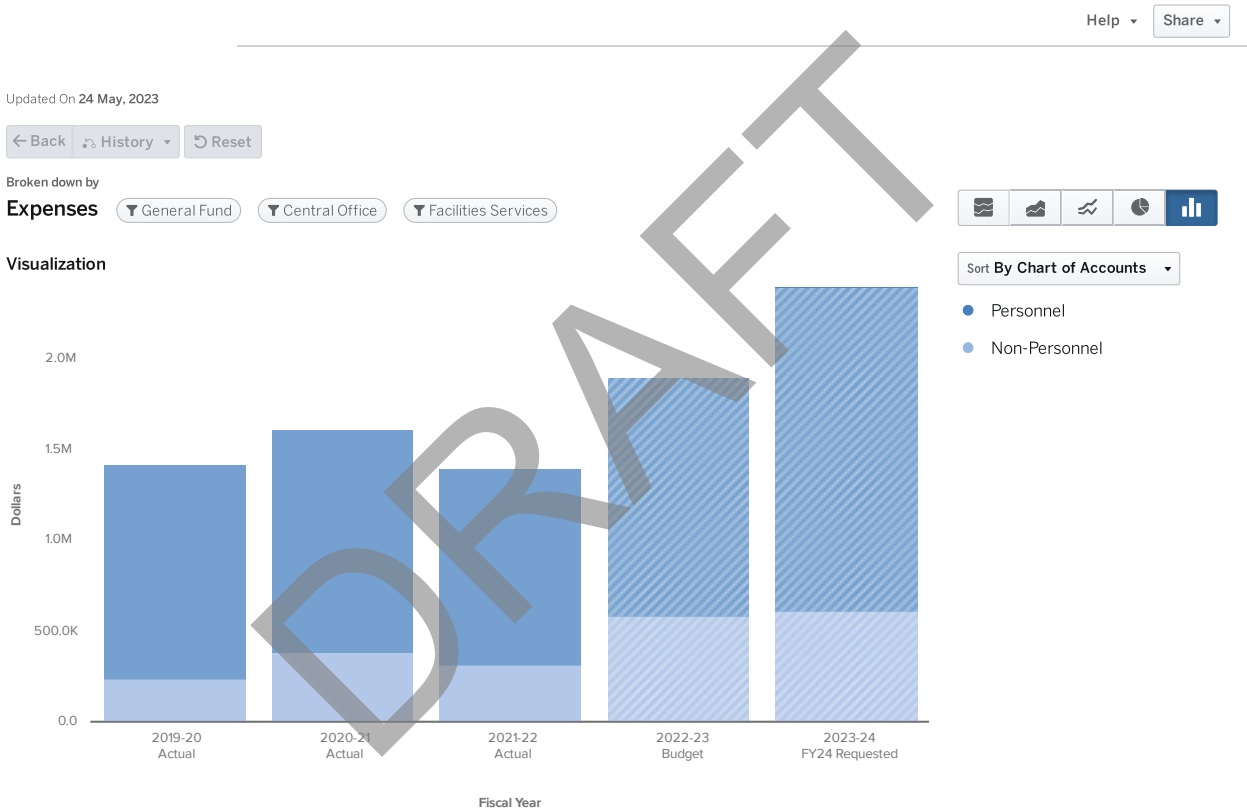 Help Share
Updated On 24 May, 2023
Back History Reset
Broken down by
Expenses General Fund Central Office Facilities Services
Visualization
Sort By Chart of Accounts
Personnel
Non-Personnel
2.0M
1.5M
1.0M
500.0K
0.0
Dollars
2019-20
Actual
2020-21
Actual
2021-22
Actual
2022-23
Budget
2023-24
FY24 Requested
Fiscal Year
DRAFT